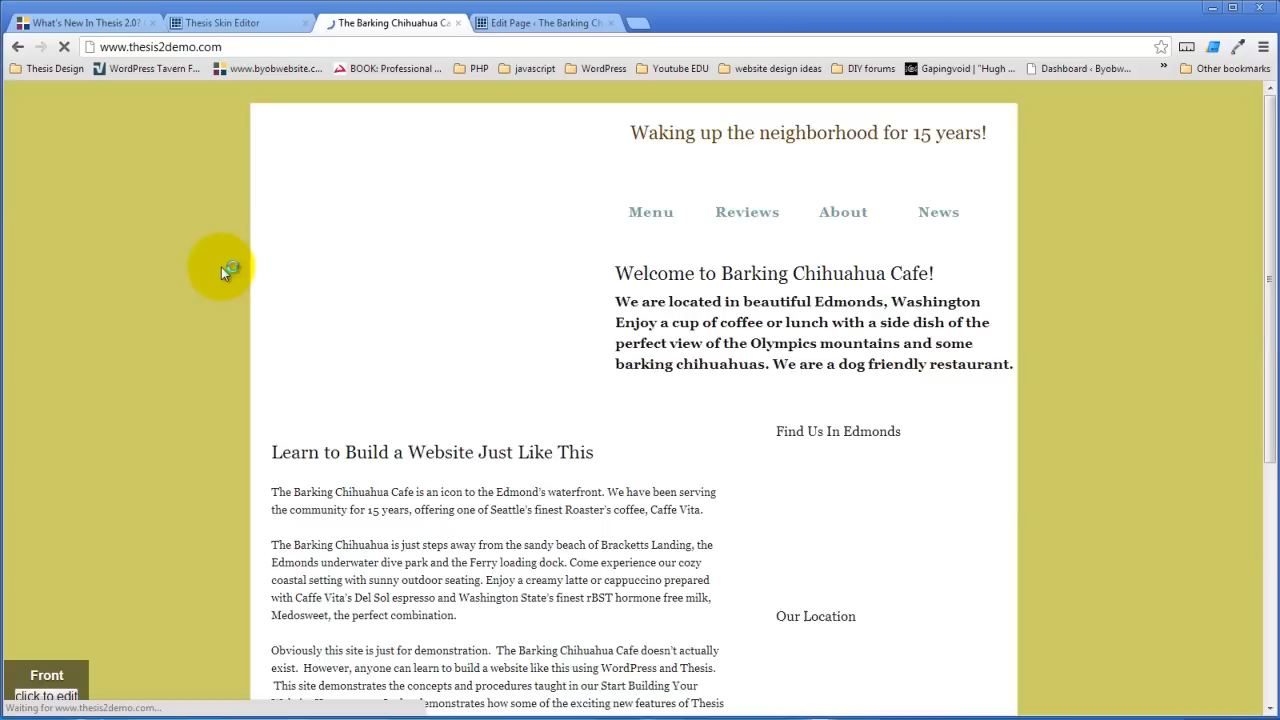 What's New In Thesis 2.0?
Thesis Skin Editor
The Barking Chihuahua Ca
Edit Page ‹ The Barking Ch
www.thesis2demo.com
Thesis Design
WordPress Tavern F...
www.byobwebsite.c...
BOOK: Professional ...
PHP
javascript
WordPress
Youtube EDU
website design ideas
DIY forums
Gapingvoid | "Hugh ...
Dashboard ‹ Byobw...
»
Other bookmarks
Waking up the neighborhood for 15 years!
Menu Reviews About News
Welcome to Barking Chihuahua Cafe!
We are located in beautiful Edmonds, Washington
Enjoy a cup of coffee or lunch with a side dish of the
perfect view of the Olympics mountains and some
barking chihuahuas. We are a dog friendly restaurant.
Find Us In Edmonds
Learn to Build a Website Just Like This
The Barking Chihuahua Cafe is an icon to the Edmond's waterfront. We have been serving
the community for 15 years, offering one of Seattle's finest Roaster's coffee, Caffe Vita.
The Barking Chihuahua is just steps away from the sandy beach of Bracketts Landing, the
Edmonds underwater dive park and the Ferry loading dock. Come experience our cozy
coastal setting with sunny outdoor seating. Enjoy a creamy latte or cappuccino prepared
with Caffe Vita's Del Sol espresso and Washington State's finest rBST hormone free milk,
Medosweet, the perfect combination.
Our Location
Obviously this site is just for demonstration. The Barking Chihuahua Cafe doesn't actually
exist. However, anyone can learn to build a website like this using WordPress and Thesis.
This site demonstrates the concepts and procedures taught in our Start Building Your
demonstrates how some of the exciting new features of Thesis
Front
click to edit
Waiting for www.thesis2demo.com...